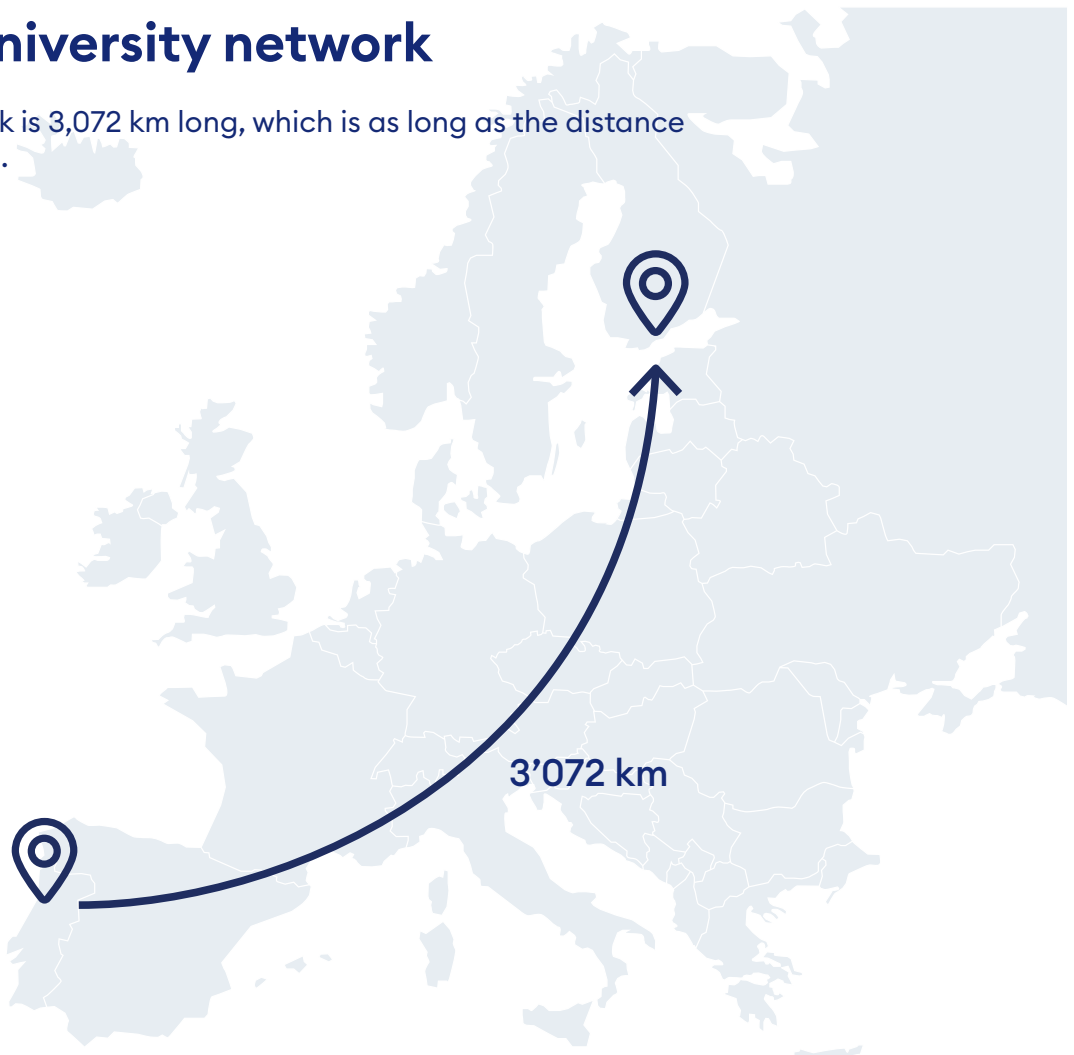 niversity network
k is 3,072 km long, which is as long as the distance
.
3’072 km